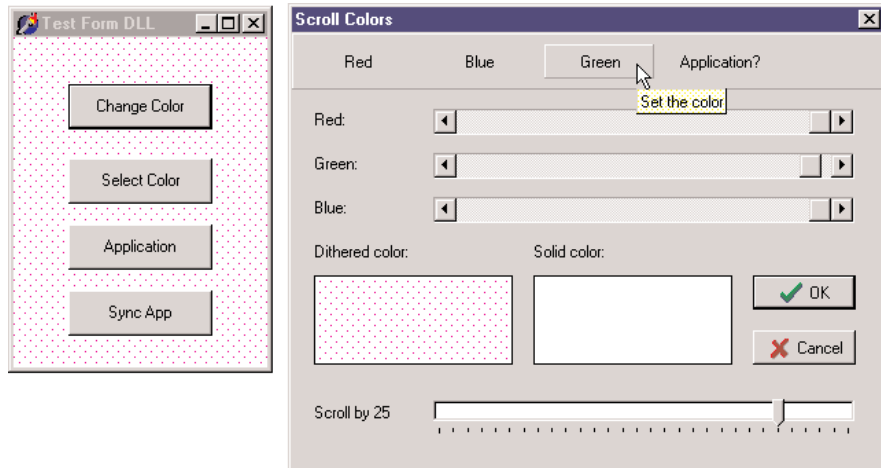 Test Form DLL
Change Color
Select Color
Application
Sync App
Scroll Colors
Red Blue Green Application?
Set the color
Red:
Green:
Blue:
Dithered color: Solid color:
OK
Cancel
Scroll by 25